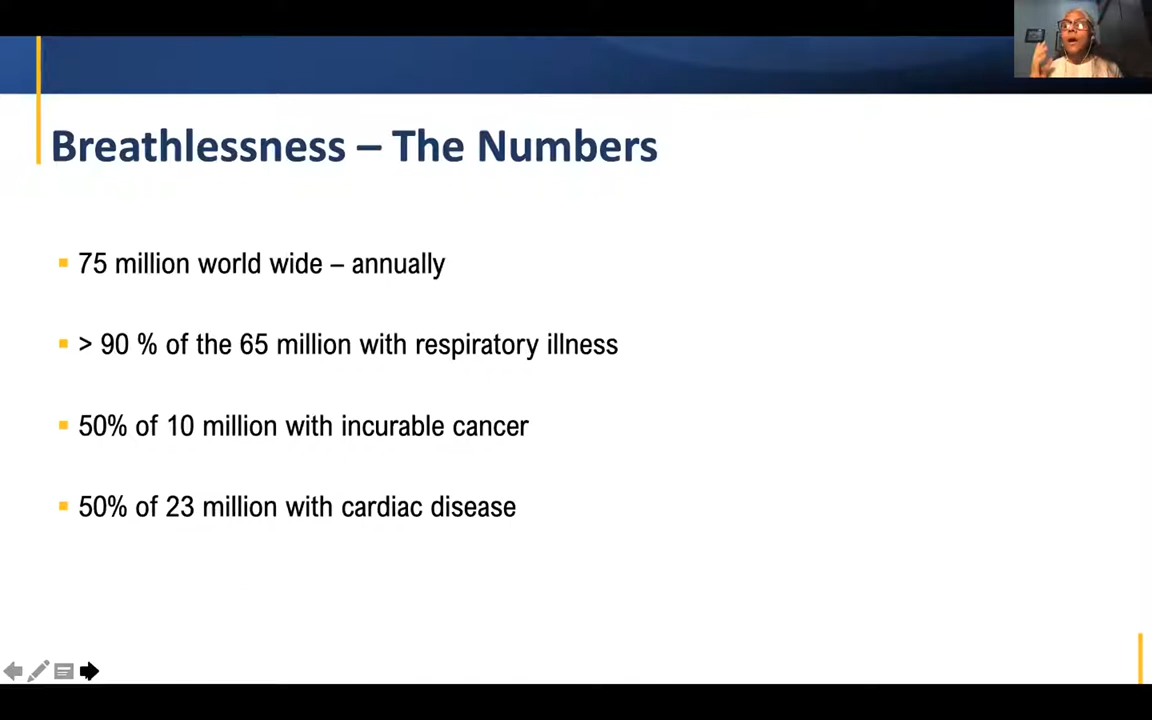 Breathlessness – The Numbers
▪ 75 million world wide – annually
▪ > 90 % of the 65 million with respiratory illness
▪ 50% of 10 million with incurable cancer
▪ 50% of 23 million with cardiac disease